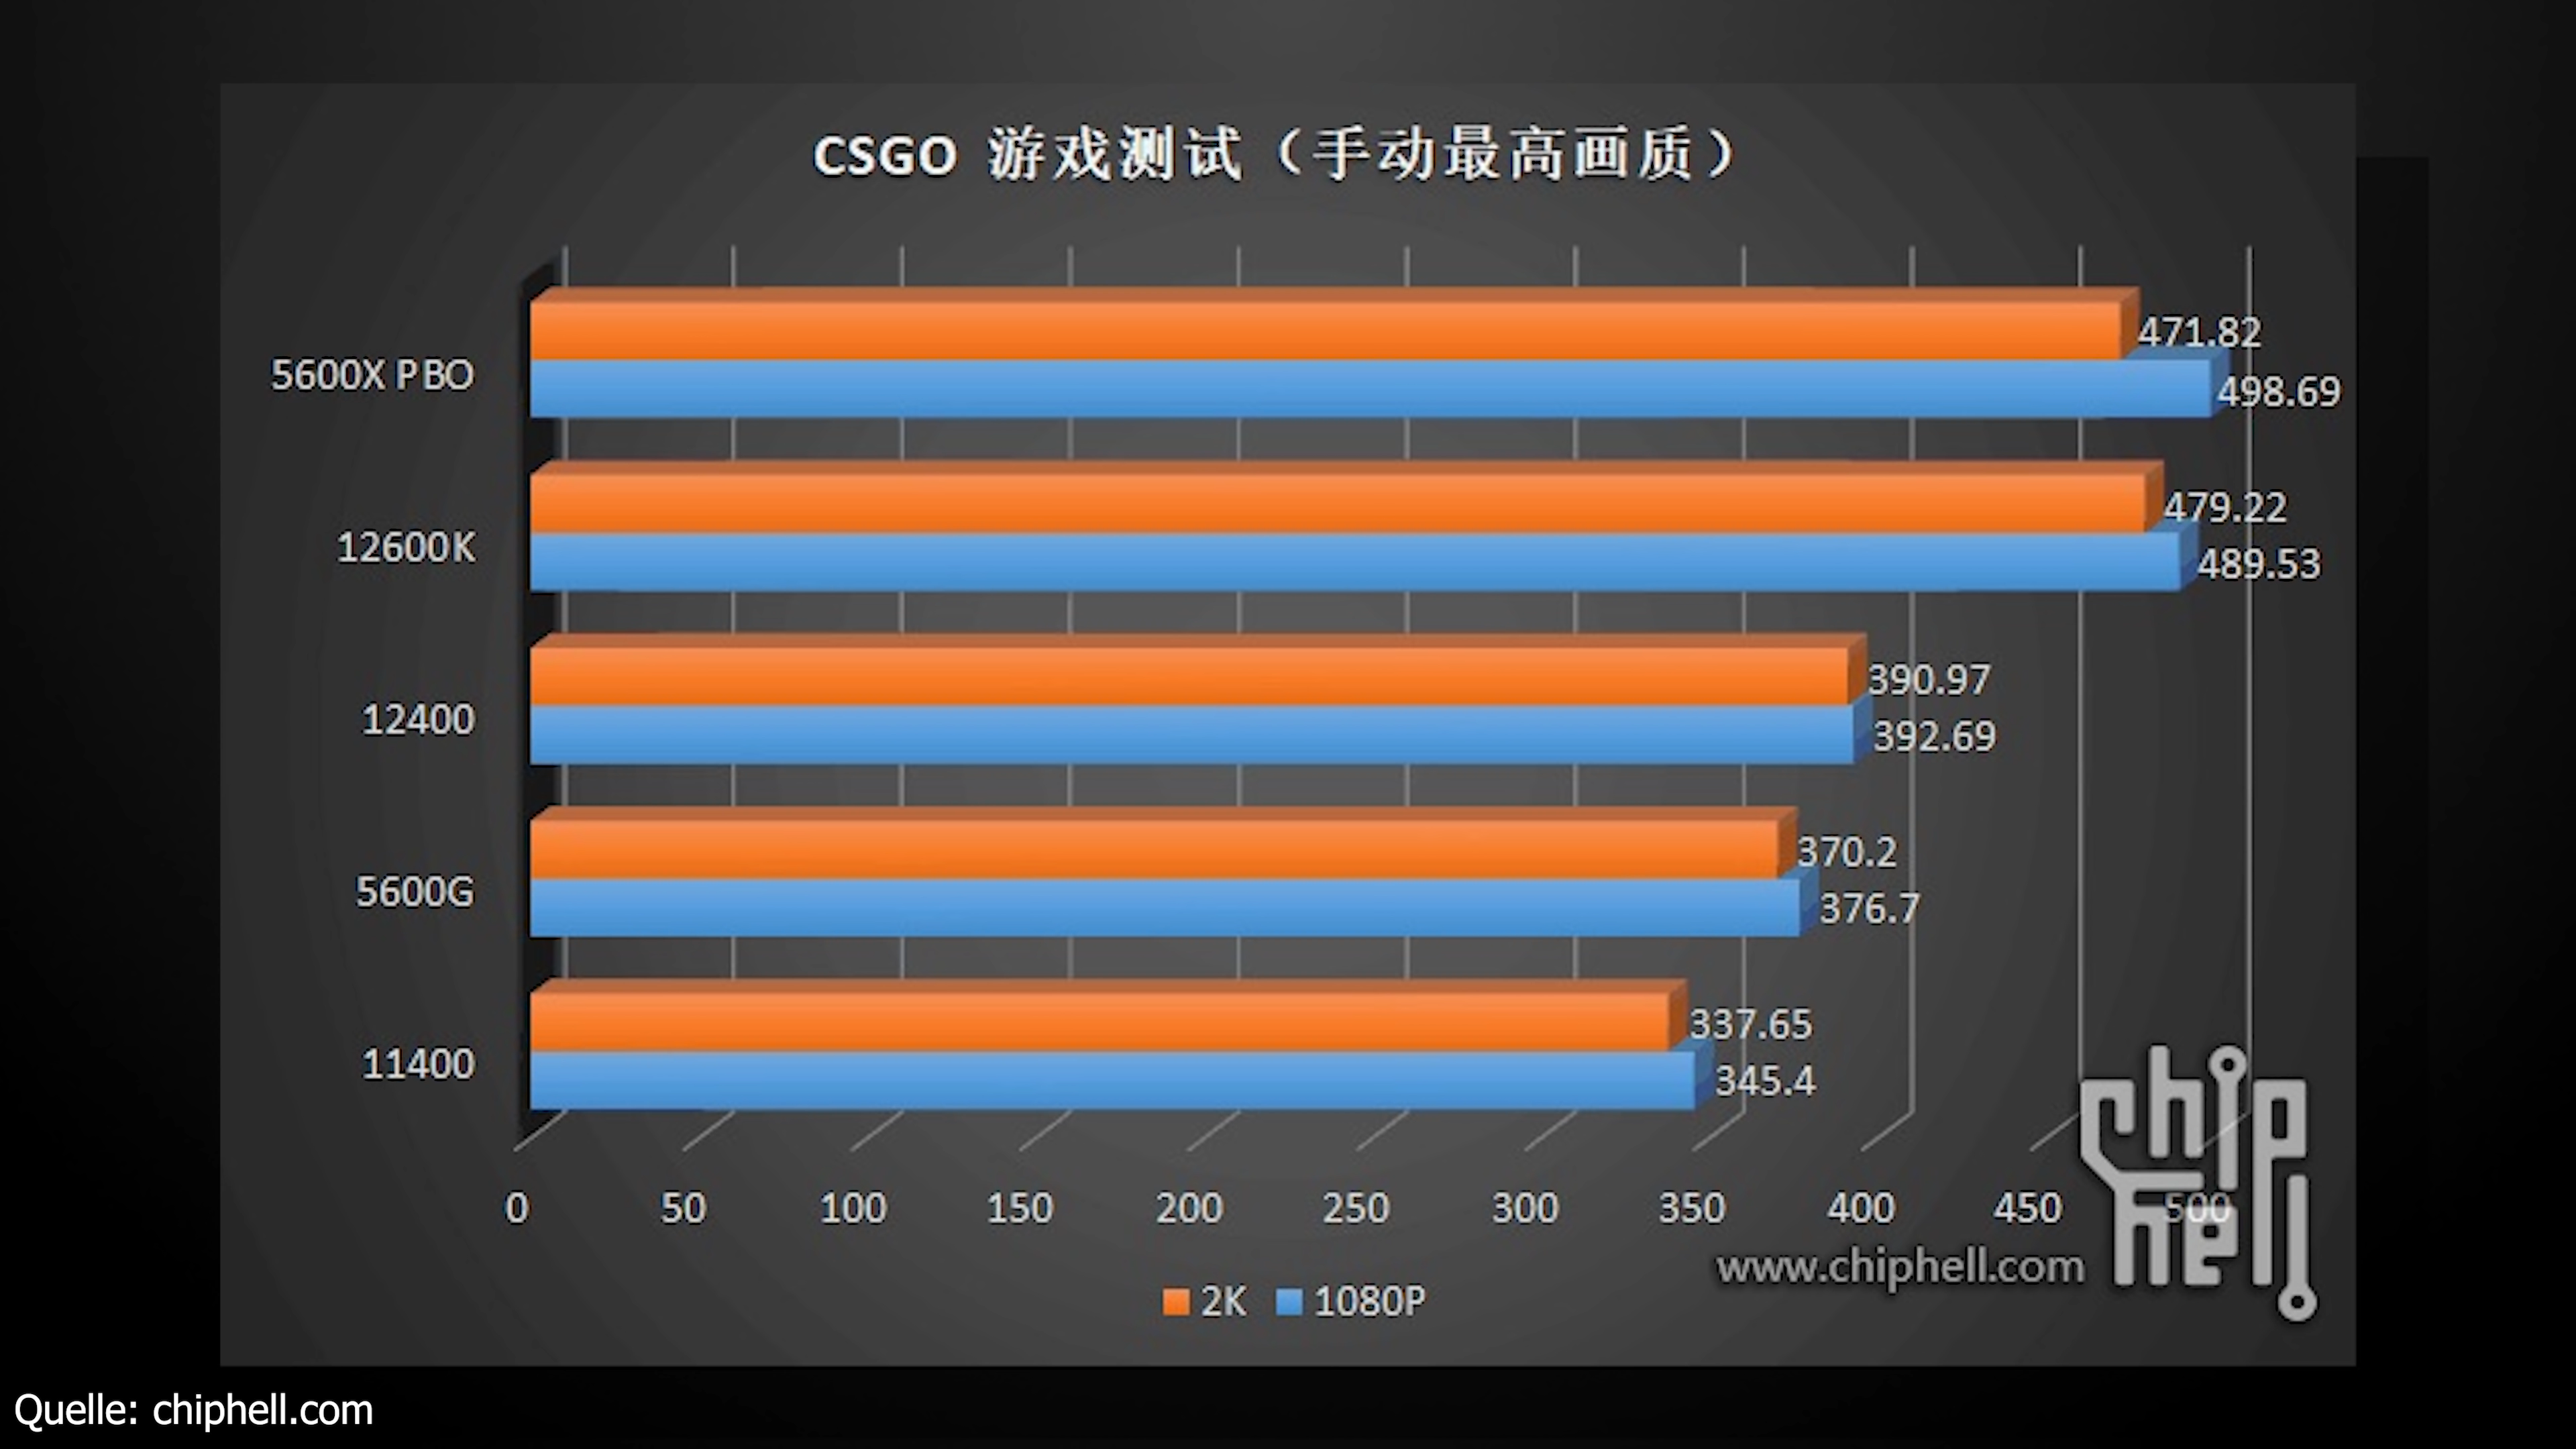 CSGO 游戏测试（手动最高画质）
5600X PBO
471.82
498.69
12600K
479.22
489.53
12400
390.97
392.69
5600G
370.2
376.7
11400
337.65
345.4
0 50 100 150 200 250 300 350 400 450 500
2K 1080P
www.chiphell.com
chip
hell
Quelle: chiphell.com